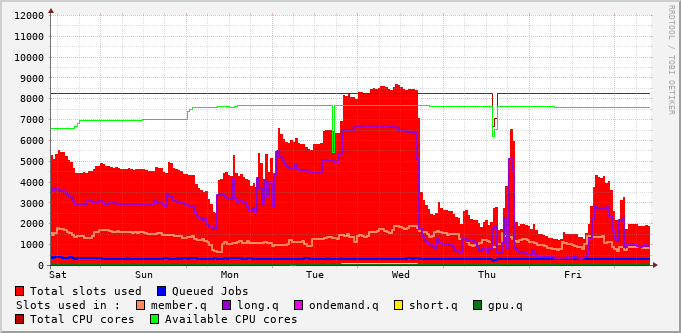 12000
11000
10000
9000
8000
7000
6000
5000
4000
3000
2000
1000
0
Sat Sun Mon Tue Wed Thu Fri
RRDTOOL / TOBI OETIKER
Total slots used Queued Jobs
Slots used in : member.q long.q ondemand.q short.q gpu.q
Total CPU cores Available CPU cores